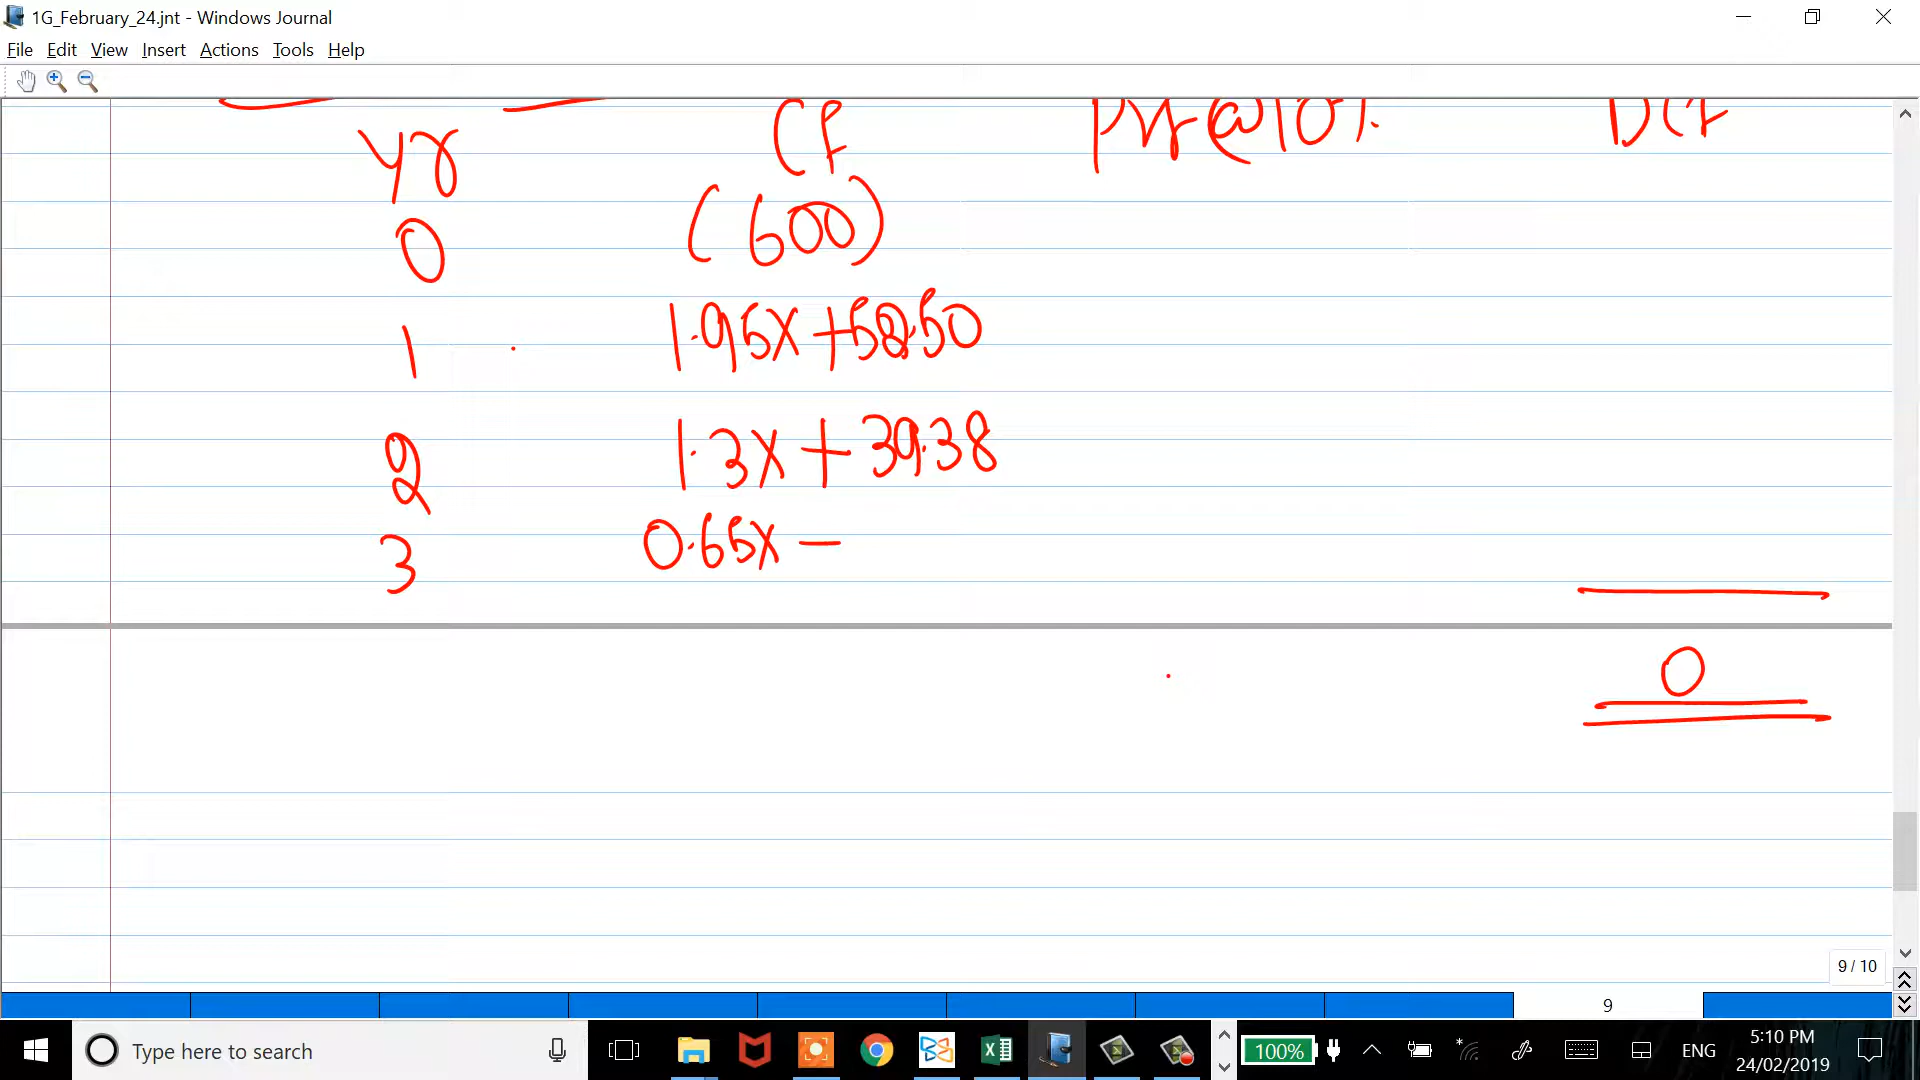 1G_February_24.jnt - Windows Journal
File Edit View Insert Actions Tools Help
Yr CF PVF@10% DCF
0 (600)
1 1.95x + 58.50
2 1.3x + 39.38
3 0.65x -
0
9 / 10
9
Type here to search
100%
ENG
5:10 PM
24/02/2019